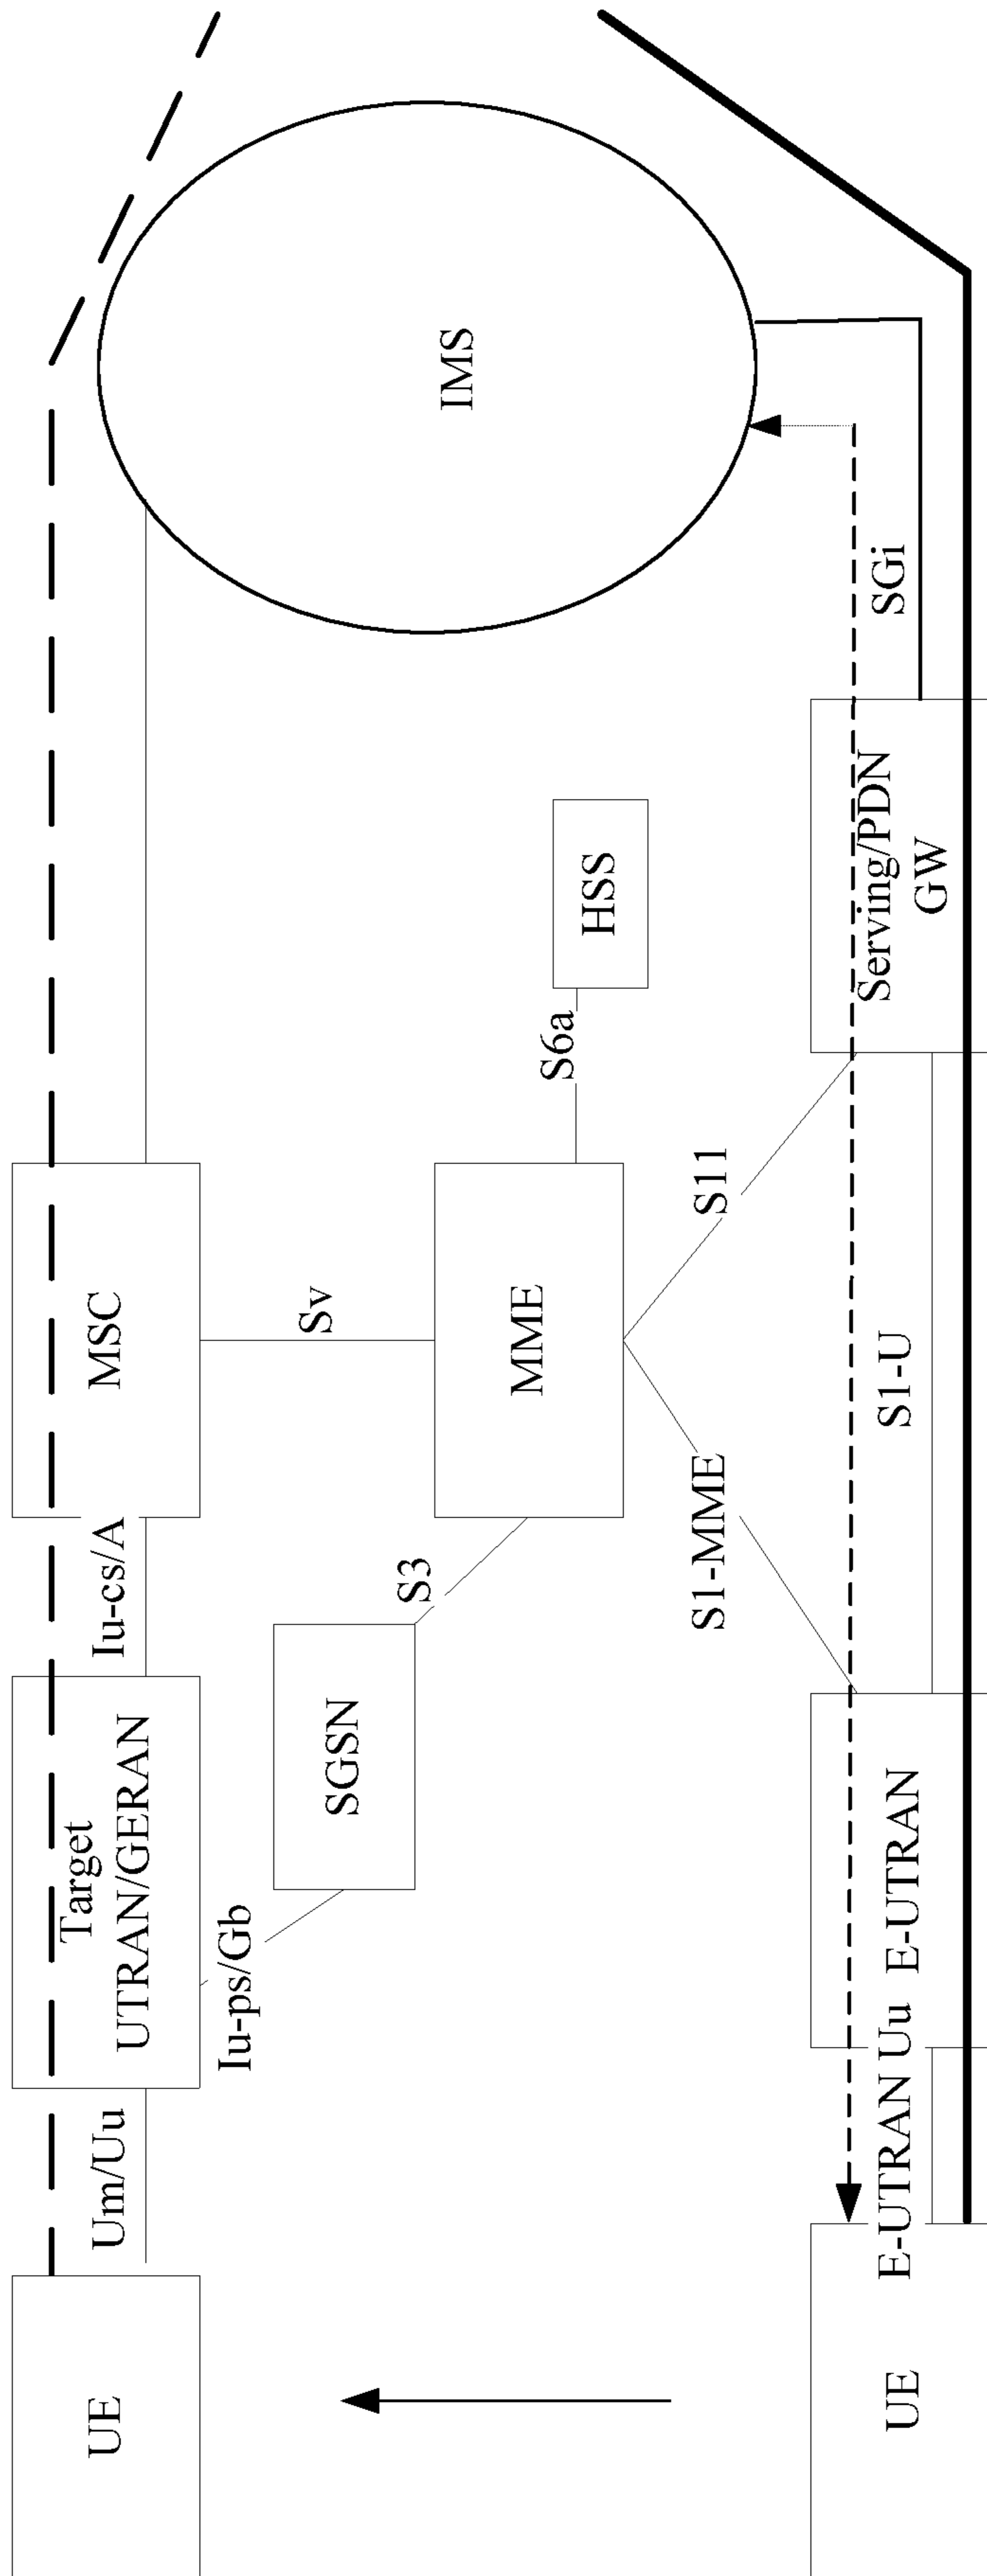 UE
Um/Uu
Target
UTRAN/GERAN
Iu-cs/A
MSC
Iu-ps/Gb
SGSN
S3
Sv
MME
S6a
HSS
IMS
S1-MME
S11
UE
E-UTRAN Uu
E-UTRAN
S1-U
Serving/PDN
GW
SGi